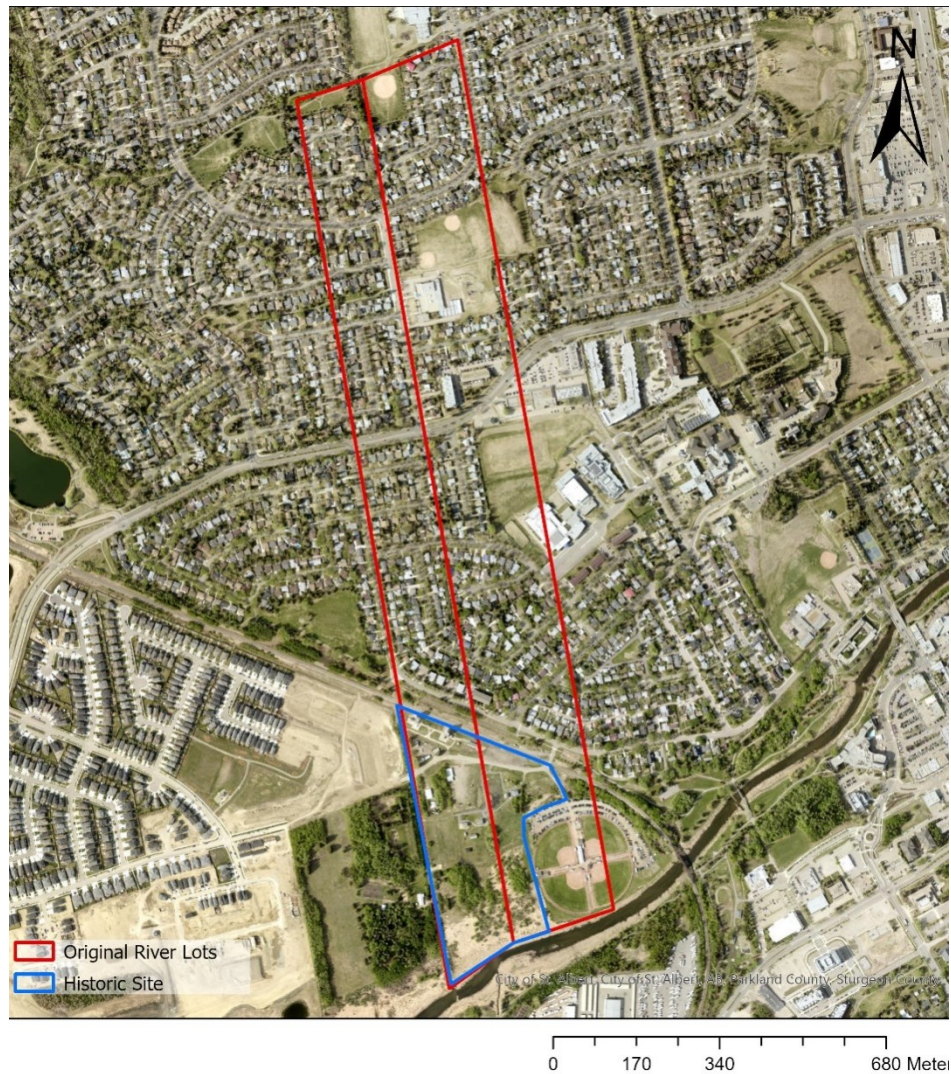 N
Original River Lots
Historic Site
City of St. Albert, City of St. Albert, AB, Parkland County, Sturgeon County,
0 170 340 680 Meter